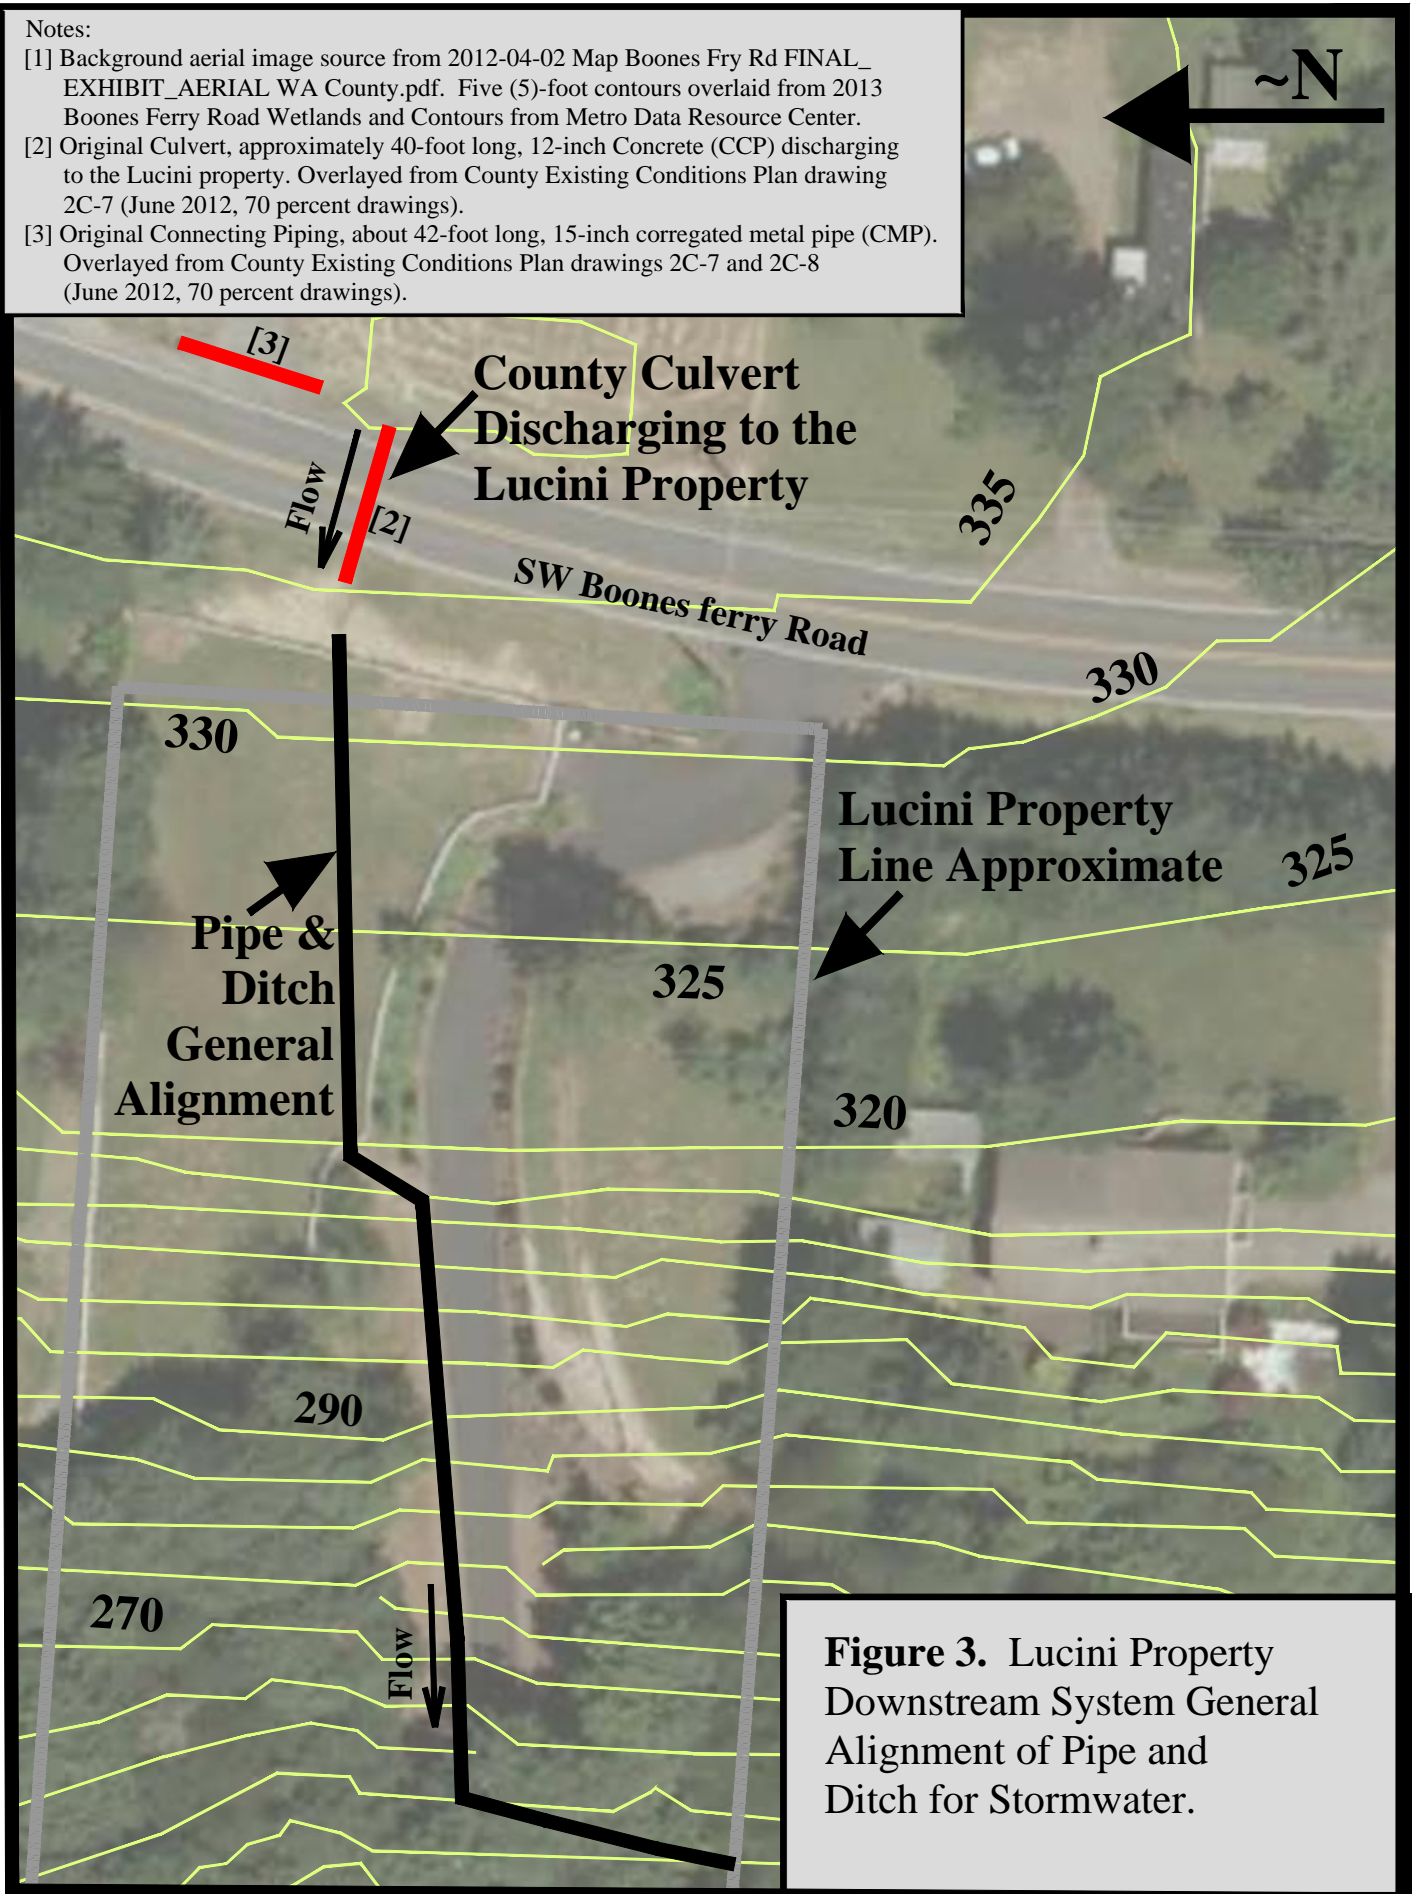 Notes:
[1] Background aerial image source from 2012-04-02 Map Boones Fry Rd FINAL_
EXHIBIT_AERIAL WA County.pdf. Five (5)-foot contours overlaid from 2013
Boones Ferry Road Wetlands and Contours from Metro Data Resource Center.
[2] Original Culvert, approximately 40-foot long, 12-inch Concrete (CCP) discharging
to the Lucini property. Overlayed from County Existing Conditions Plan drawing
2C-7 (June 2012, 70 percent drawings).
[3] Original Connecting Piping, about 42-foot long, 15-inch corregated metal pipe (CMP).
Overlayed from County Existing Conditions Plan drawings 2C-7 and 2C-8
(June 2012, 70 percent drawings).
~N
[3]
County Culvert
Discharging to the
Lucini Property
Flow
[2]
335
SW Boones ferry Road
330
330
Lucini Property
Line Approximate
325
Pipe &
Ditch
General
Alignment
325
320
290
270
Flow
Figure 3. Lucini Property
Downstream System General
Alignment of Pipe and
Ditch for Stormwater.